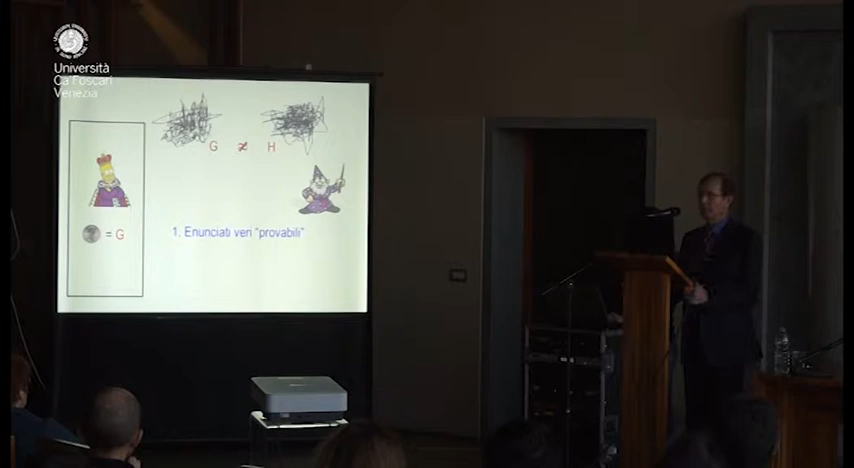 Università
Ca'Foscari
Venezia
G ≄ H
= G
1. Enunciati veri "provabili"